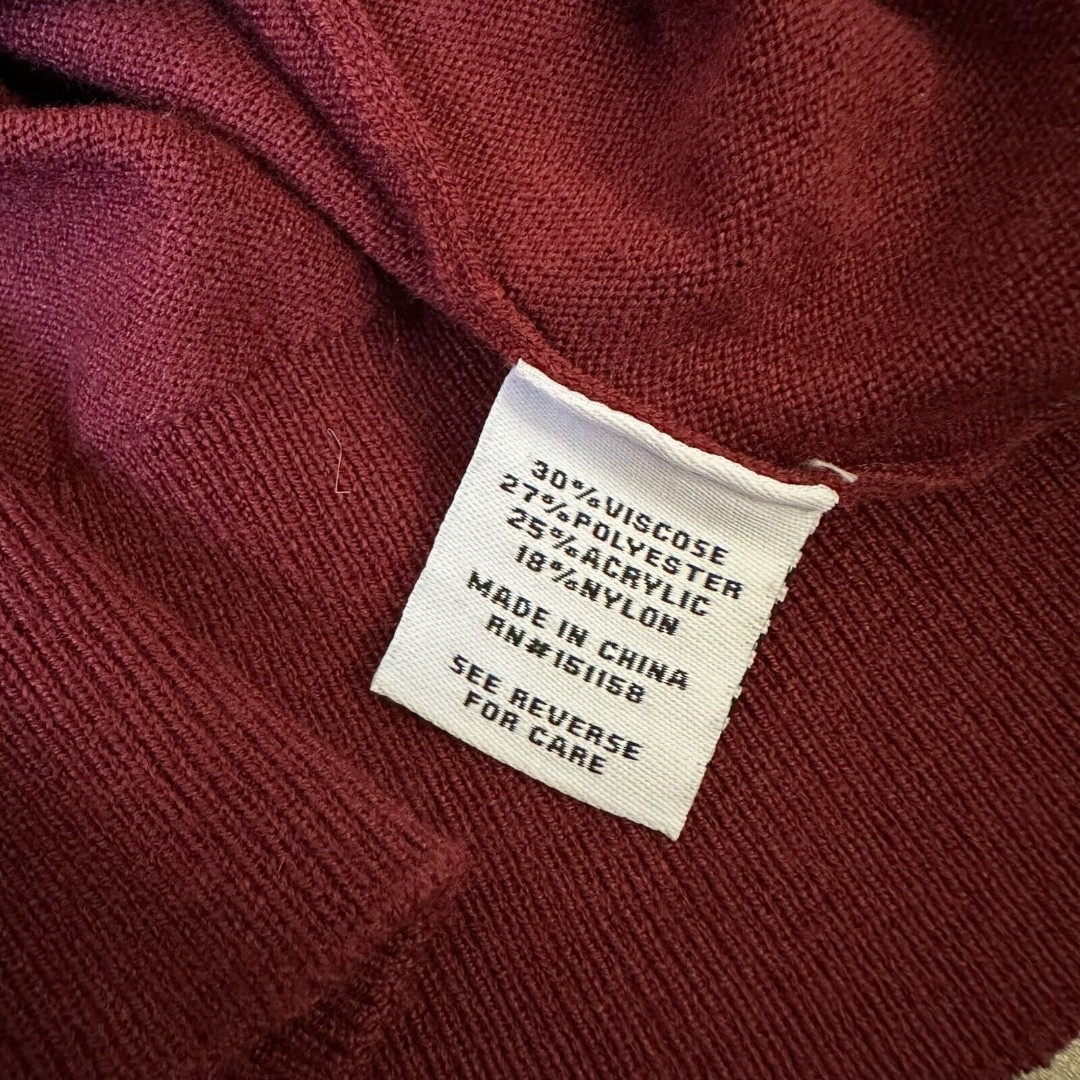 30%VISCOSE
27%POLYESTER
25%ACRYLIC
18%NYLON
MADE IN CHINA
RN#151158
SEE REVERSE
FOR CARE